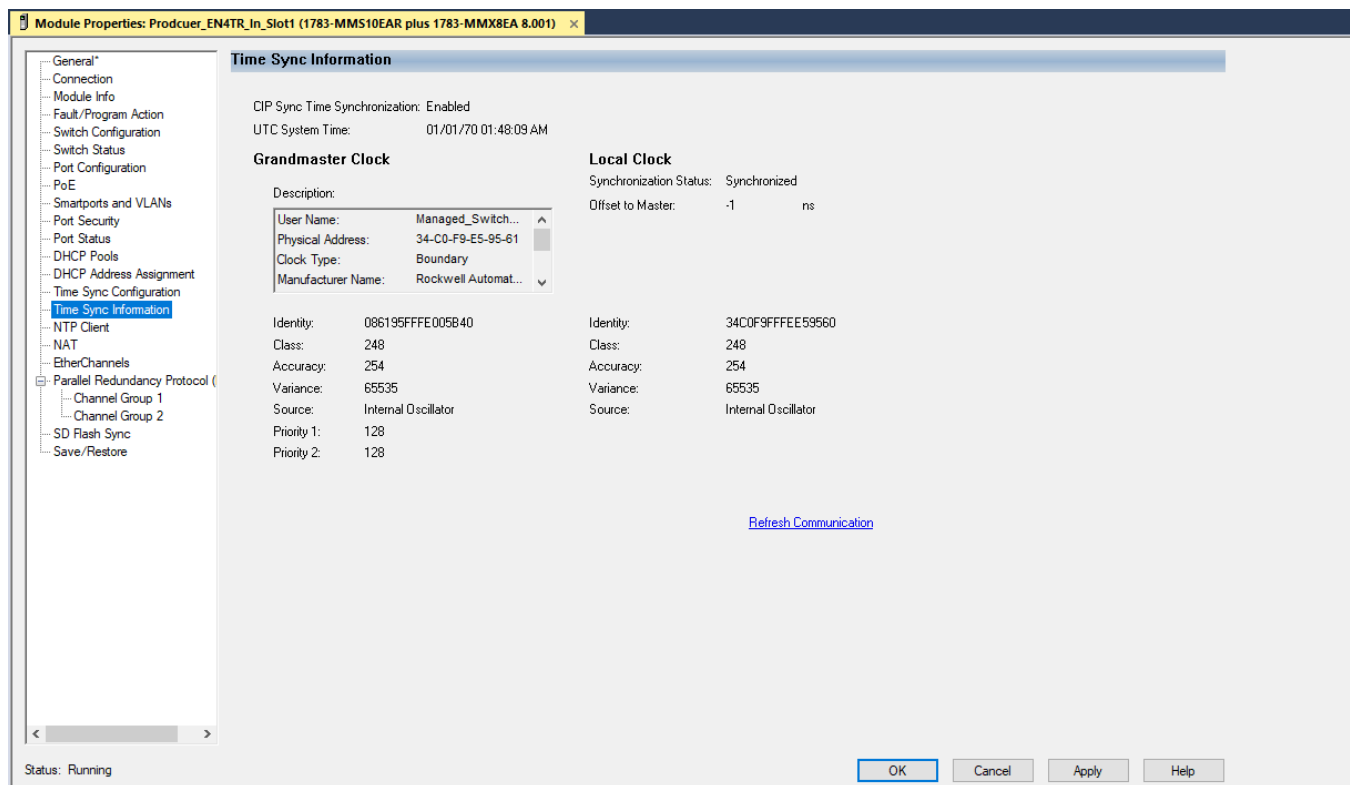 Module Properties: Prodcuer_EN4TR_In_Slot1 (1783-MMS10EAR plus 1783-MMX8EA 8.001) ×
General*
Connection
Module Info
Fault/Program Action
Switch Configuration
Switch Status
Port Configuration
PoE
Smartports and VLANs
Port Security
Port Status
DHCP Pools
DHCP Address Assignment
Time Sync Configuration
Time Sync Information
NTP Client
NAT
EtherChannels
Parallel Redundancy Protocol (
Channel Group 1
Channel Group 2
SD Flash Sync
Save/Restore
Time Sync Information
CIP Sync Time Synchronization: Enabled
UTC System Time: 01/01/70 01:48:09 AM
Grandmaster Clock
Description:
User Name: Managed_Switch...
Physical Address: 34-C0-F9-E5-95-61
Clock Type: Boundary
Manufacturer Name: Rockwell Automat...
Identity: 086195FFFE005B40
Class: 248
Accuracy: 254
Variance: 65535
Source: Internal Oscillator
Priority 1: 128
Priority 2: 128
Local Clock
Synchronization Status: Synchronized
Offset to Master: -1 ns
Identity: 34C0F9FFFEE59560
Class: 248
Accuracy: 254
Variance: 65535
Source: Internal Oscillator
Refresh Communication
Status: Running
OK Cancel Apply Help